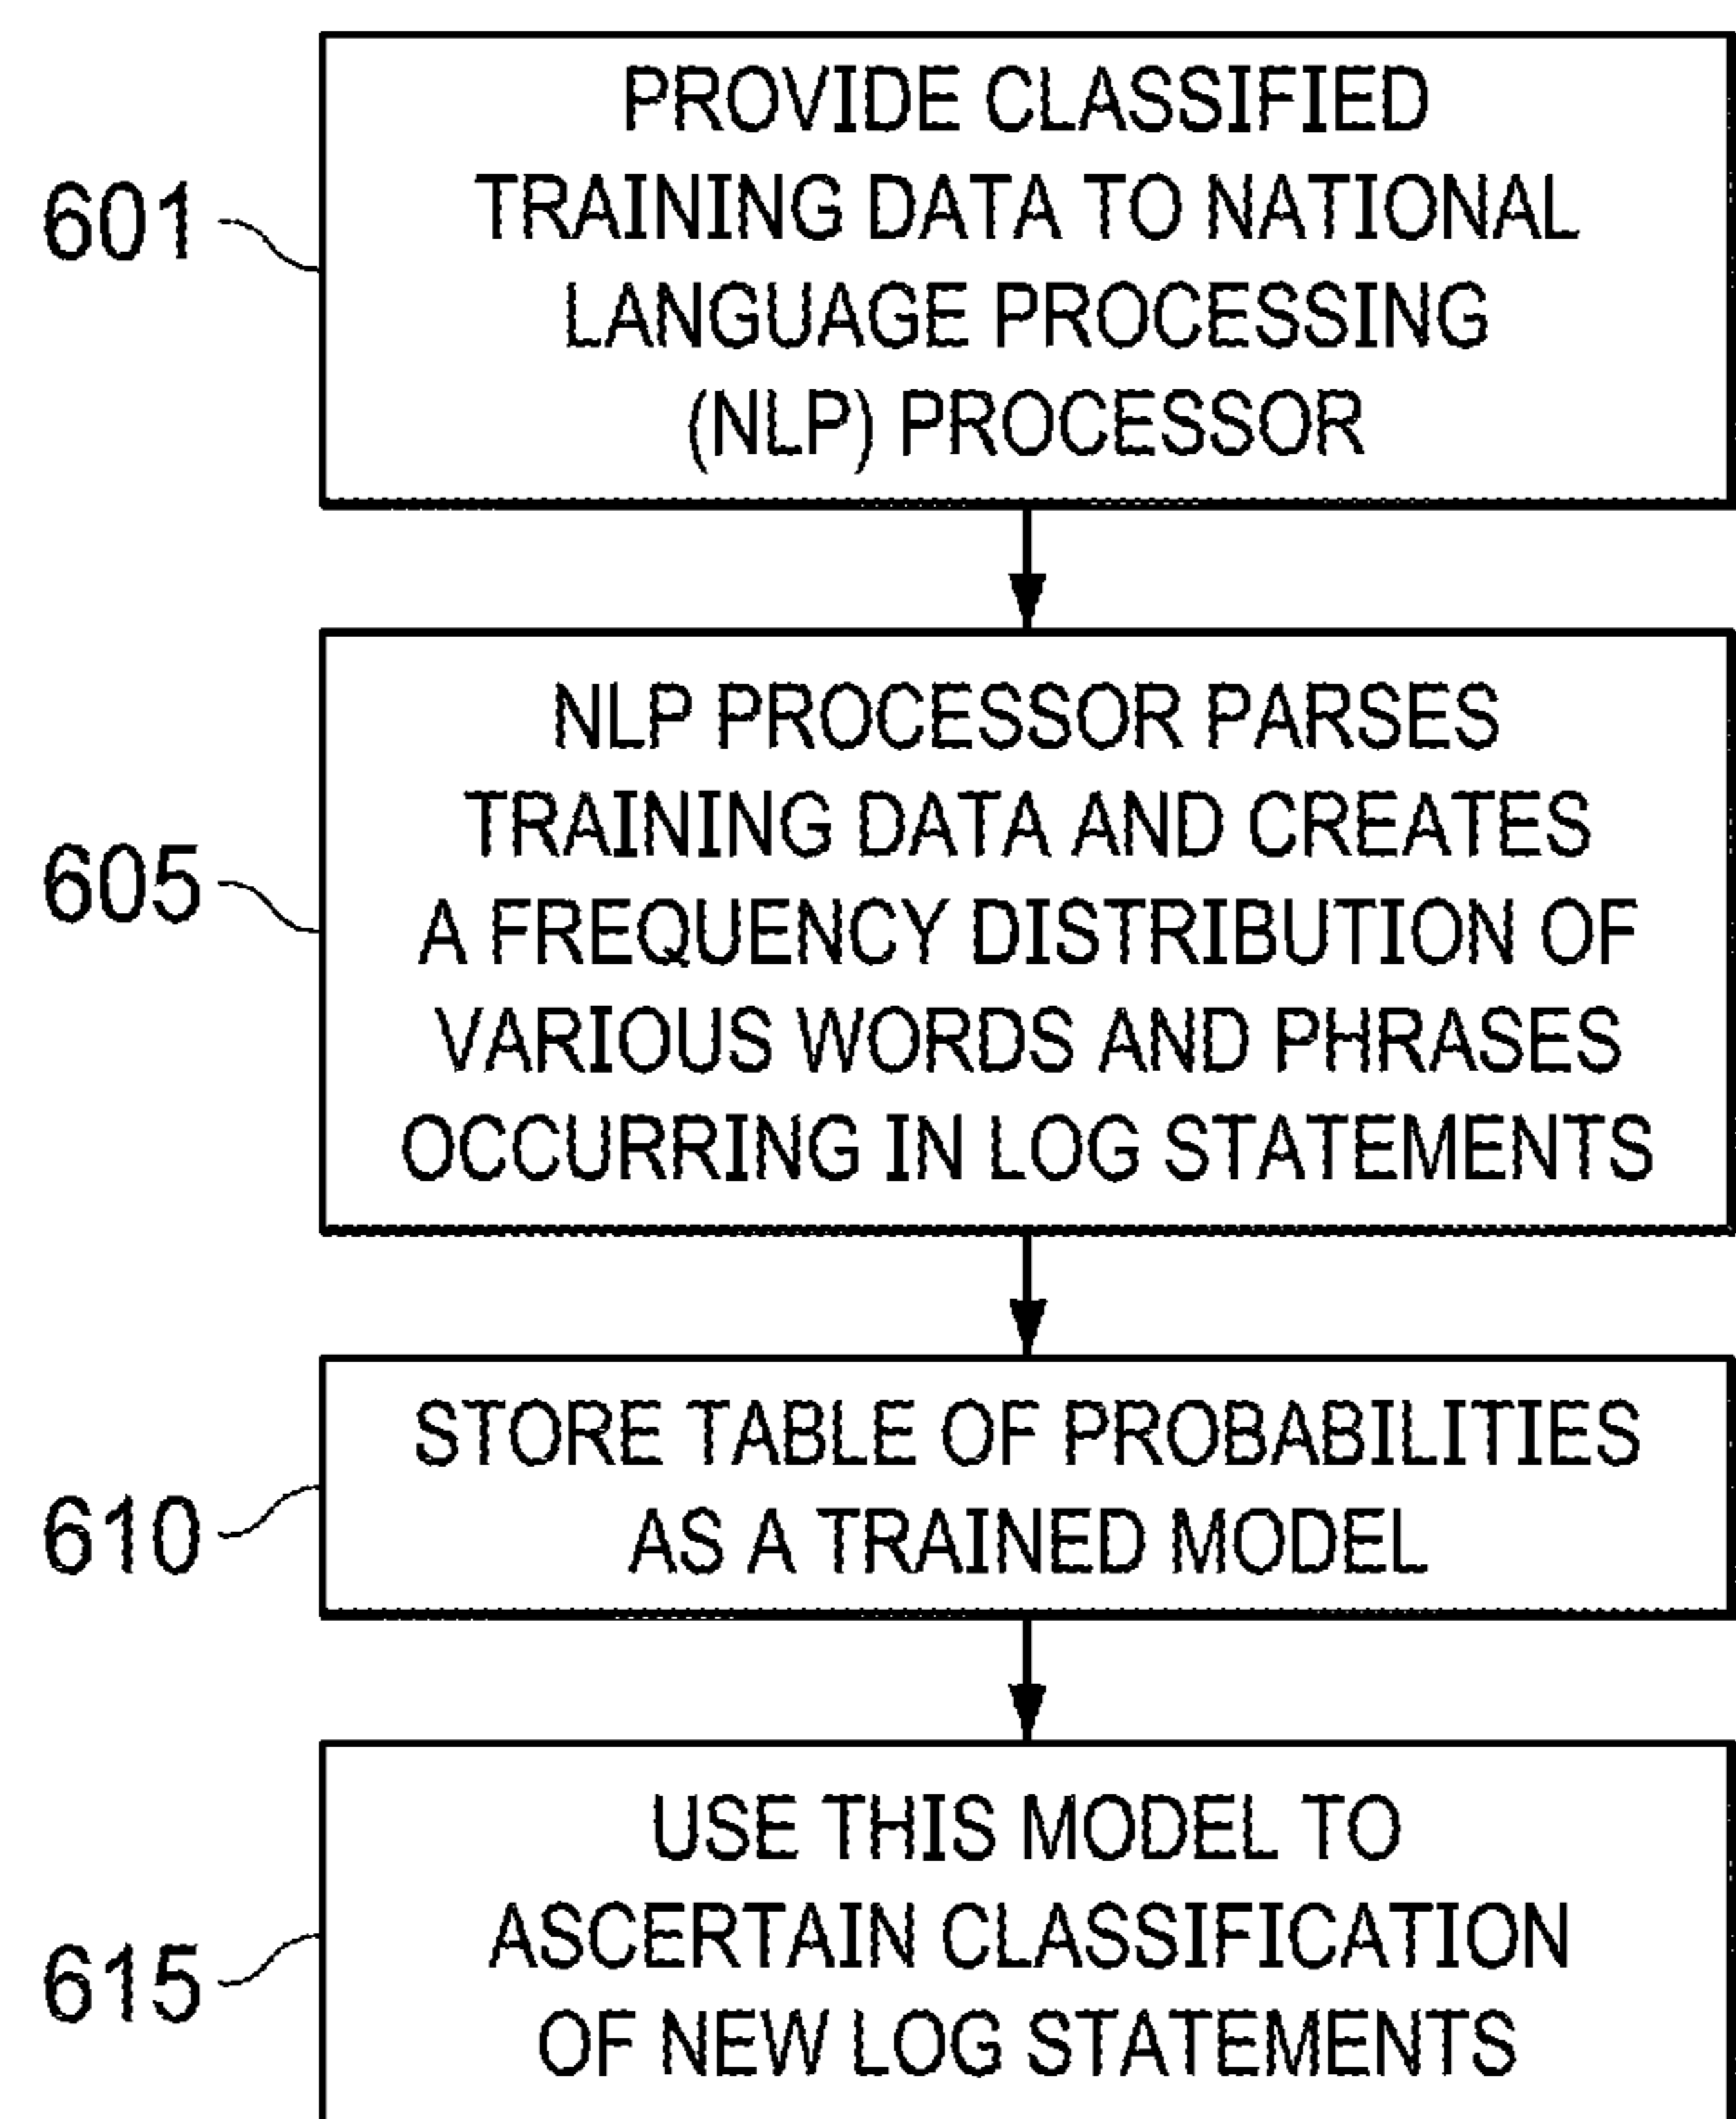 PROVIDE CLASSIFIED
TRAINING DATA TO NATIONAL
LANGUAGE PROCESSING
(NLP) PROCESSOR
601
NLP PROCESSOR PARSES
TRAINING DATA AND CREATES
A FREQUENCY DISTRIBUTION OF
VARIOUS WORDS AND PHRASES
OCCURRING IN LOG STATEMENTS
605
STORE TABLE OF PROBABILITIES
AS A TRAINED MODEL
610
USE THIS MODEL TO
ASCERTAIN CLASSIFICATION
OF NEW LOG STATEMENTS
615